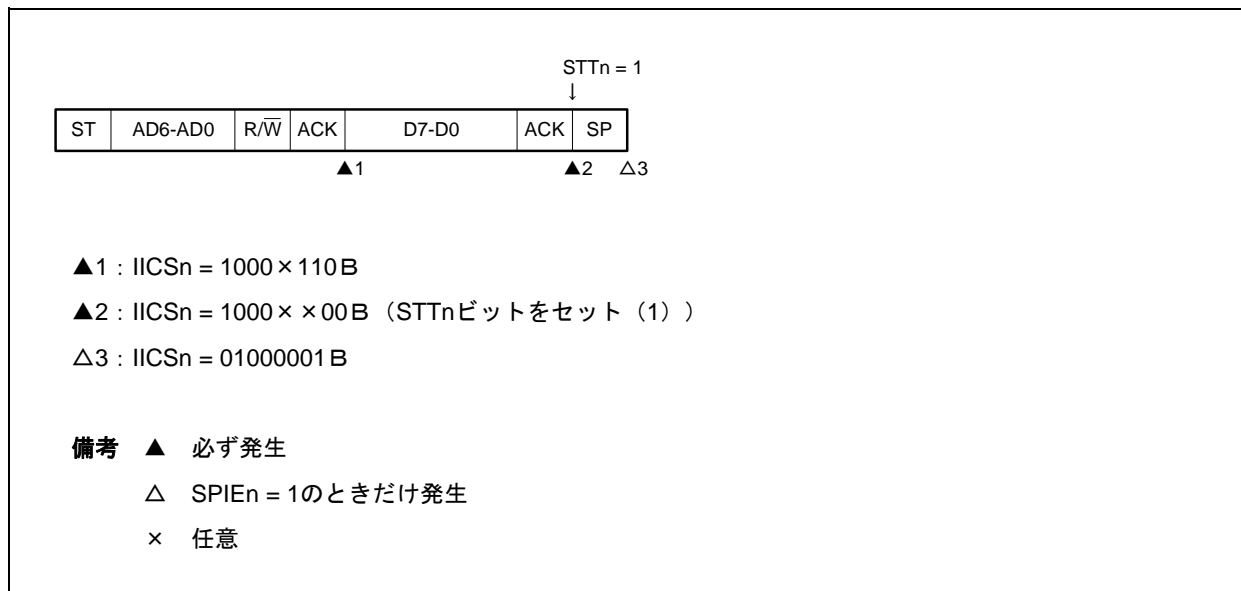 STTn = 1
↓
ST AD6-AD0 R/W̅ ACK D7-D0 ACK SP
▲1 ▲2 △3
▲1：IICSn = 1000×110B
▲2：IICSn = 1000××00B（STTnビットをセット（1））
△3：IICSn = 01000001B
備考 ▲ 必ず発生
△ SPIEn = 1のときだけ発生
× 任意